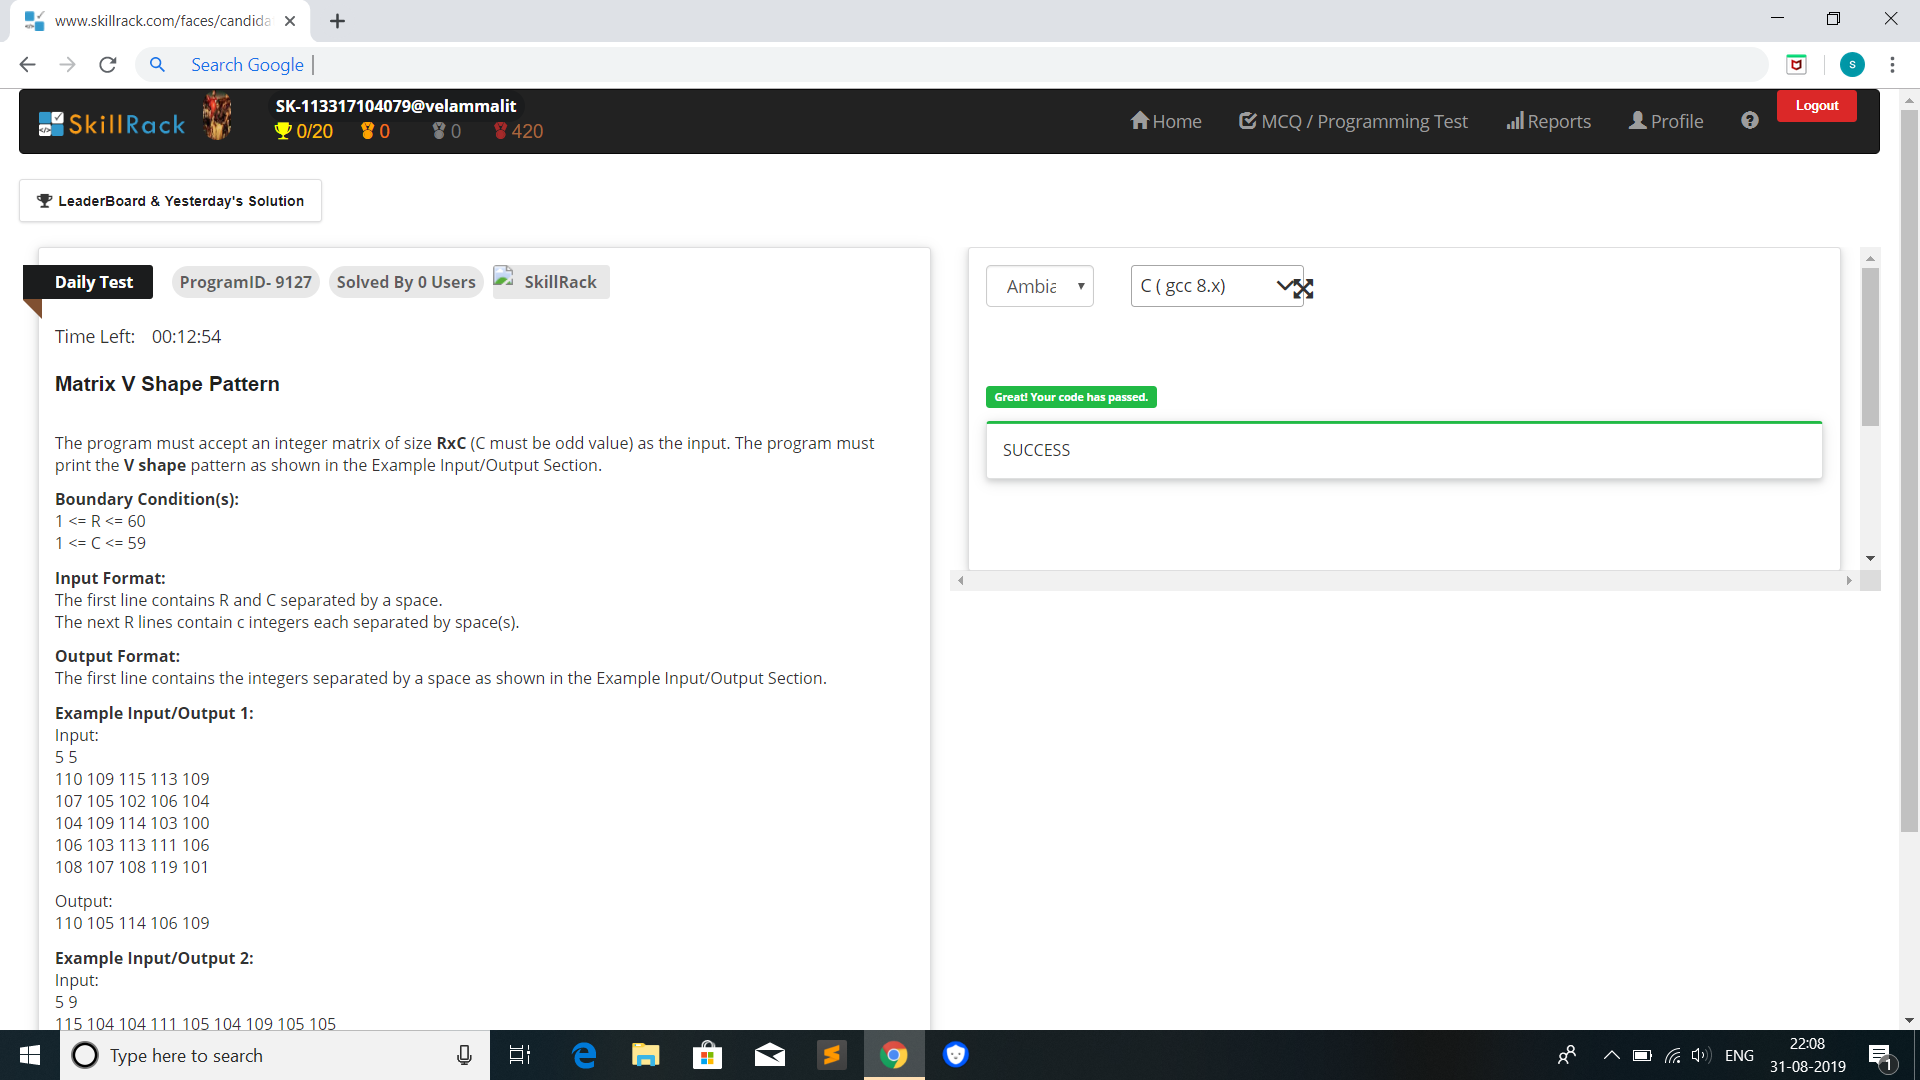 www.skillrack.com/faces/candida
Search Google
SkillRack
SK-113317104079@velammalit
0/20 0 0 420
Home
MCQ / Programming Test
Reports
Profile
Logout
LeaderBoard & Yesterday's Solution
Daily Test
ProgramID- 9127
Solved By 0 Users
SkillRack
Time Left: 00:12:54
Matrix V Shape Pattern
The program must accept an integer matrix of size RxC (C must be odd value) as the input. The program must
print the V shape pattern as shown in the Example Input/Output Section.
Boundary Condition(s):
1 <= R <= 60
1 <= C <= 59
Input Format:
The first line contains R and C separated by a space.
The next R lines contain c integers each separated by space(s).
Output Format:
The first line contains the integers separated by a space as shown in the Example Input/Output Section.
Example Input/Output 1:
Input:
5 5
110 109 115 113 109
107 105 102 106 104
104 109 114 103 100
106 103 113 111 106
108 107 108 119 101
Output:
110 105 114 106 109
Example Input/Output 2:
Input:
5 9
115 104 104 111 105 104 109 105 105
Ambia
C ( gcc 8.x)
Great! Your code has passed.
SUCCESS
Type here to search
ENG
22:08
31-08-2019
1
S